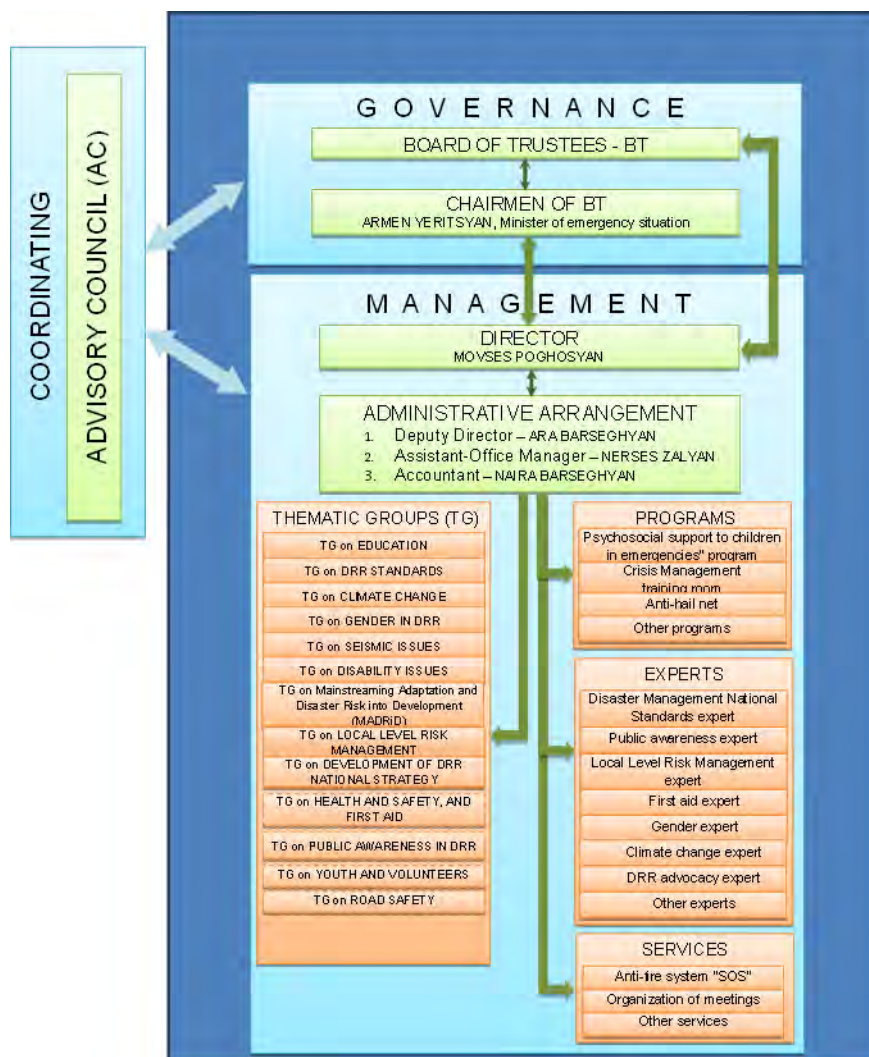 COORDINATING
ADVISORY COUNCIL (AC)
GOVERNANCE
BOARD OF TRUSTEES - BT
CHAIRMEN OF BT
ARMEN YERITSYAN, Minister of emergency situation
MANAGEMENT
DIRECTOR
MOVSES POGHOSYAN
ADMINISTRATIVE ARRANGEMENT
1. Deputy Director – ARA BARSEGHYAN
2. Assistant-Office Manager – NERSES ZALYAN
3. Accountant – NAIRA BARSEGHYAN
THEMATIC GROUPS (TG)
TG on EDUCATION
TG on DRR STANDARDS
TG on CLIMATE CHANGE
TG on GENDER IN DRR
TG on SEISMIC ISSUES
TG on DISABILITY ISSUES
TG on Mainstreaming Adaptation and
Disaster Risk into Development
(MADRiD)
TG on LOCAL LEVEL RISK
MANAGEMENT
TG on DEVELOPMENT OF DRR
NATIONAL STRATEGY
TG on HEALTH AND SAFETY, AND
FIRST AID
TG on PUBLIC AWARENESS IN DRR
TG on YOUTH AND VOLUNTEERS
TG on ROAD SAFETY
PROGRAMS
Psychosocial support to children
in emergencies" program
Crisis Management
training room
Anti-hail net
Other programs
EXPERTS
Disaster Management National
Standards expert
Public awareness expert
Local Level Risk Management
expert
First aid expert
Gender expert
Climate change expert
DRR advocacy expert
Other experts
SERVICES
Anti-fire system "SOS"
Organization of meetings
Other services